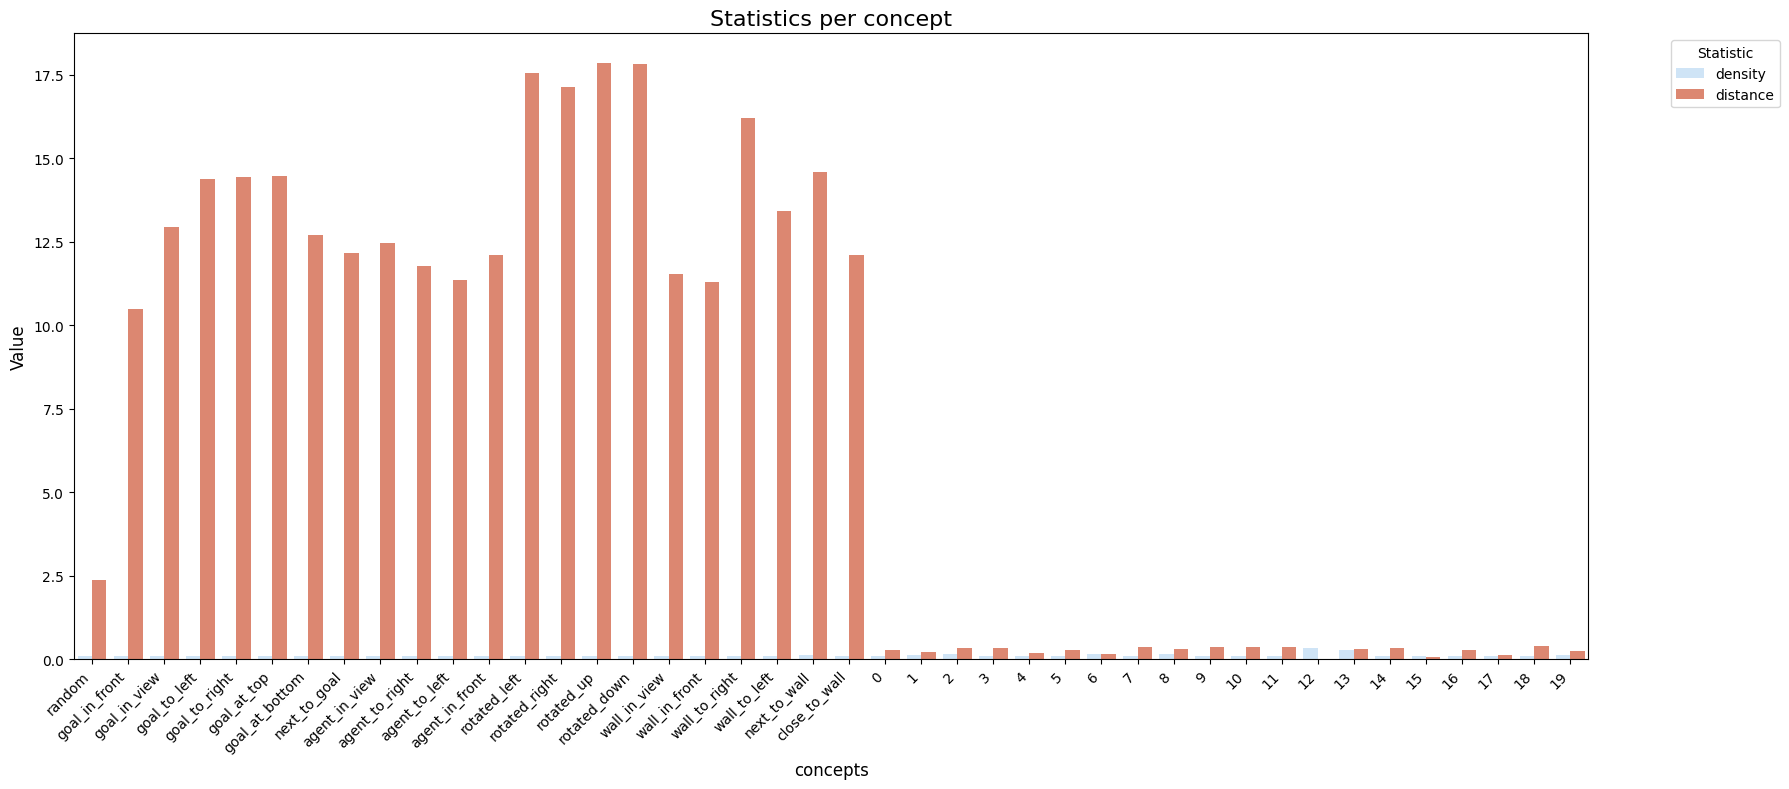 Statistics per concept
Statistic
density
distance
Value
17.5
15.0
12.5
10.0
7.5
5.0
2.5
0.0
random
goal_in_front
goal_in_view
goal_to_left
goal_to_right
goal_at_top
goal_at_bottom
next_to_goal
agent_in_view
agent_to_right
agent_to_left
agent_in_front
rotated_left
rotated_right
rotated_up
rotated_down
wall_in_view
wall_in_front
wall_to_right
wall_to_left
next_to_wall
close_to_wall
0
1
2
3
4
5
6
7
8
9
10
11
12
13
14
15
16
17
18
19
concepts